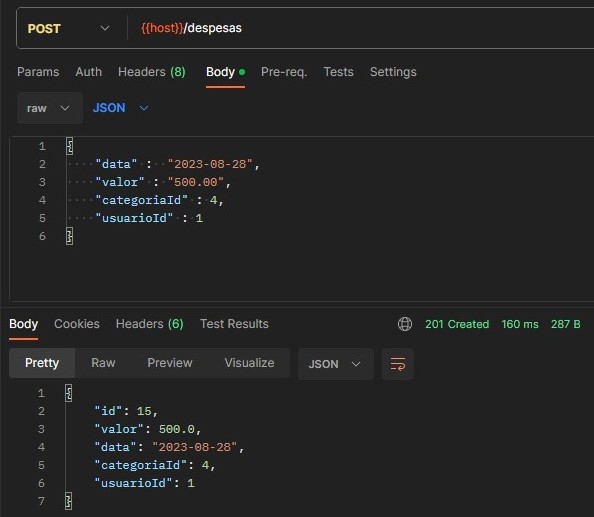 POST {{host}}/despesas
Params Auth Headers (8) Body Pre-req. Tests Settings
raw JSON
1 {
2 "data" : "2023-08-28",
3 "valor" : "500.00",
4 "categoriaId" : 4,
5 "usuarioId" : 1
6 }
Body Cookies Headers (6) Test Results 201 Created 160 ms 287 B
Pretty Raw Preview Visualize JSON
1 {
2 "id": 15,
3 "valor": 500.0,
4 "data": "2023-08-28",
5 "categoriaId": 4,
6 "usuarioId": 1
7 }